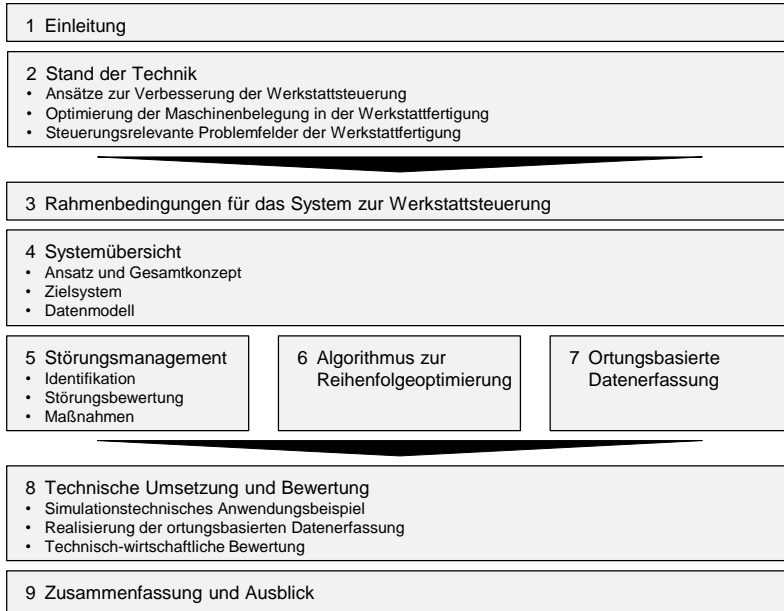 1 Einleitung
2 Stand der Technik
• Ansätze zur Verbesserung der Werkstattsteuerung
• Optimierung der Maschinenbelegung in der Werkstattfertigung
• Steuerungsrelevante Problemfelder der Werkstattfertigung
3 Rahmenbedingungen für das System zur Werkstattsteuerung
4 Systemübersicht
• Ansatz und Gesamtkonzept
• Zielsystem
• Datenmodell
5 Störungsmanagement
• Identifikation
• Störungsbewertung
• Maßnahmen
6 Algorithmus zur
Reihenfolgeoptimierung
7 Ortungsbasierte
Datenerfassung
8 Technische Umsetzung und Bewertung
• Simulationstechnisches Anwendungsbeispiel
• Realisierung der ortungsbasierten Datenerfassung
• Technisch-wirtschaftliche Bewertung
9 Zusammenfassung und Ausblick